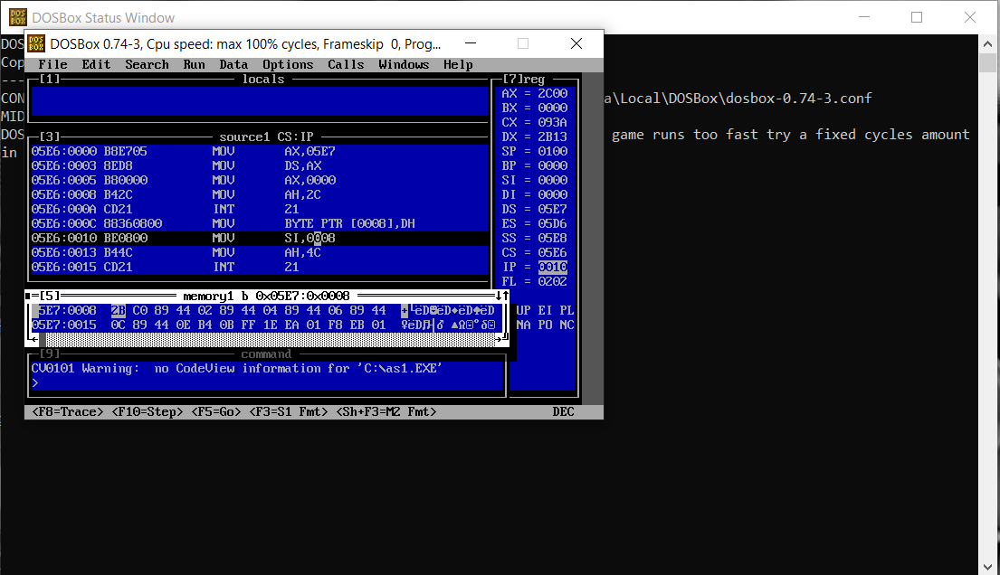 DOSBox Status Window
DOS
Cop
---
CON
MID
DOS
in
a\Local\DOSBox\dosbox-0.74-3.conf
game runs too fast try a fixed cycles amount
DOSBox 0.74-3, Cpu speed: max 100% cycles, Frameskip 0, Prog...
File Edit Search Run Data Options Calls Windows Help
[1] locals
[3] source1 CS:IP
05E6:0000 B8E705 MOV AX,05E7
05E6:0003 8ED8 MOV DS,AX
05E6:0005 B80000 MOV AX,0000
05E6:0008 B42C MOV AH,2C
05E6:000A CD21 INT 21
05E6:000C 88360800 MOV BYTE PTR [0008],DH
05E6:0010 BE0800 MOV SI,0008
05E6:0013 B44C MOV AH,4C
05E6:0015 CD21 INT 21
[7]reg
AX = 2C00
BX = 0000
CX = 093A
DX = 2B13
SP = 0100
BP = 0000
SI = 0000
DI = 0000
DS = 05E7
ES = 05D6
SS = 05E8
CS = 05E6
IP = 0010
FL = 0202
UP EI PL
NA PO NC
[5] memory1 b 0x05E7:0x0008
5E7:0008 2B C0 89 44 02 89 44 04 89 44 06 89 44
05E7:0015 0C 89 44 0E B4 0B FF 1E EA 01 F8 EB 01
[9] command
CV0101 Warning: no CodeView information for 'C:\as1.EXE'
>
<F8=Trace> <F10=Step> <F5=Go> <F3=S1 Fmt> <Sh+F3=M2 Fmt> DEC